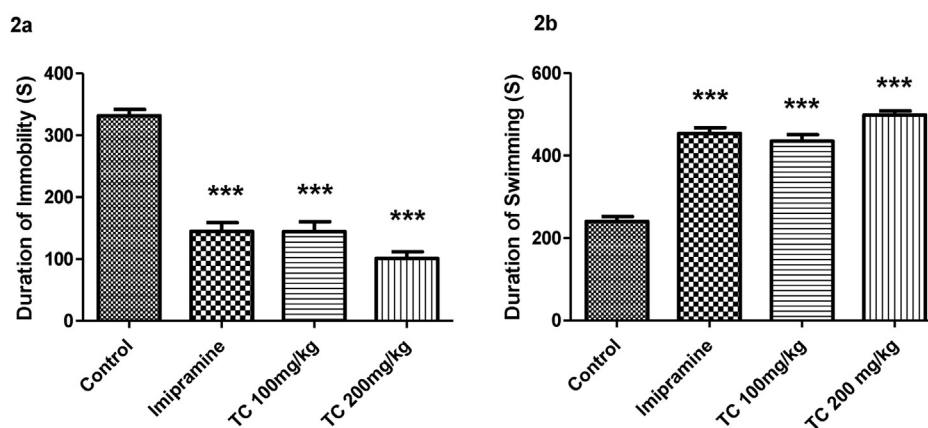 2a
Duration of Immobility (S)
400
300
200
100
0
***
***
***
Control
Imipramine
TC 100mg/kg
TC 200mg/kg
2b
Duration of Swimming (S)
600
400
200
0
***
***
***
Control
Imipramine
TC 100mg/kg
TC 200 mg/kg